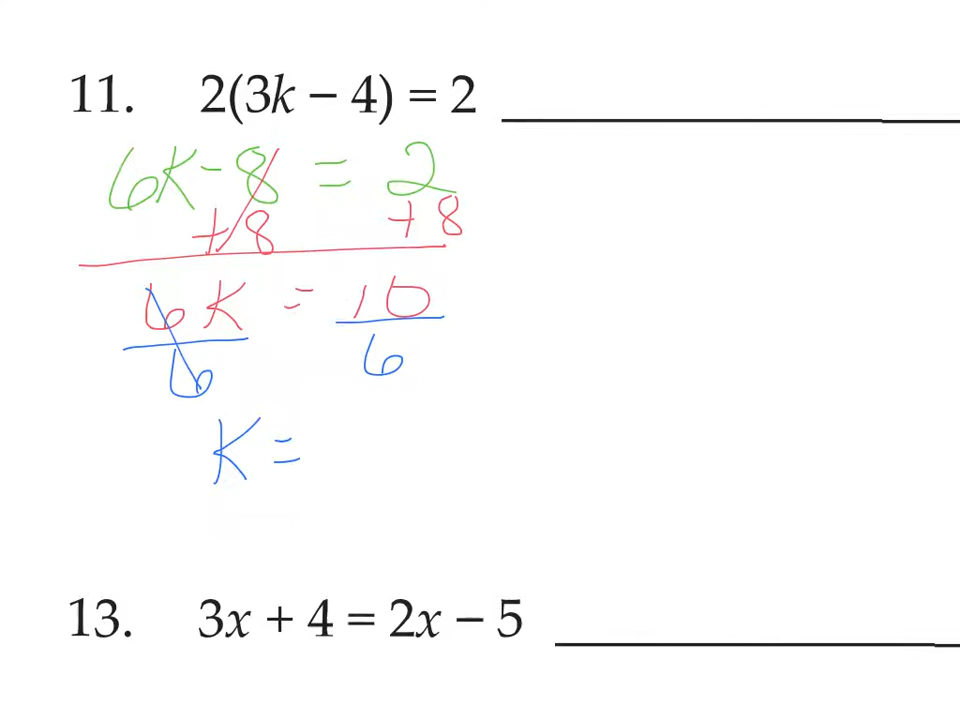 11. 2(3k − 4) = 2
6K - 8 = 2
+8 +8
6K = 10
6 6
K =
13. 3x + 4 = 2x − 5